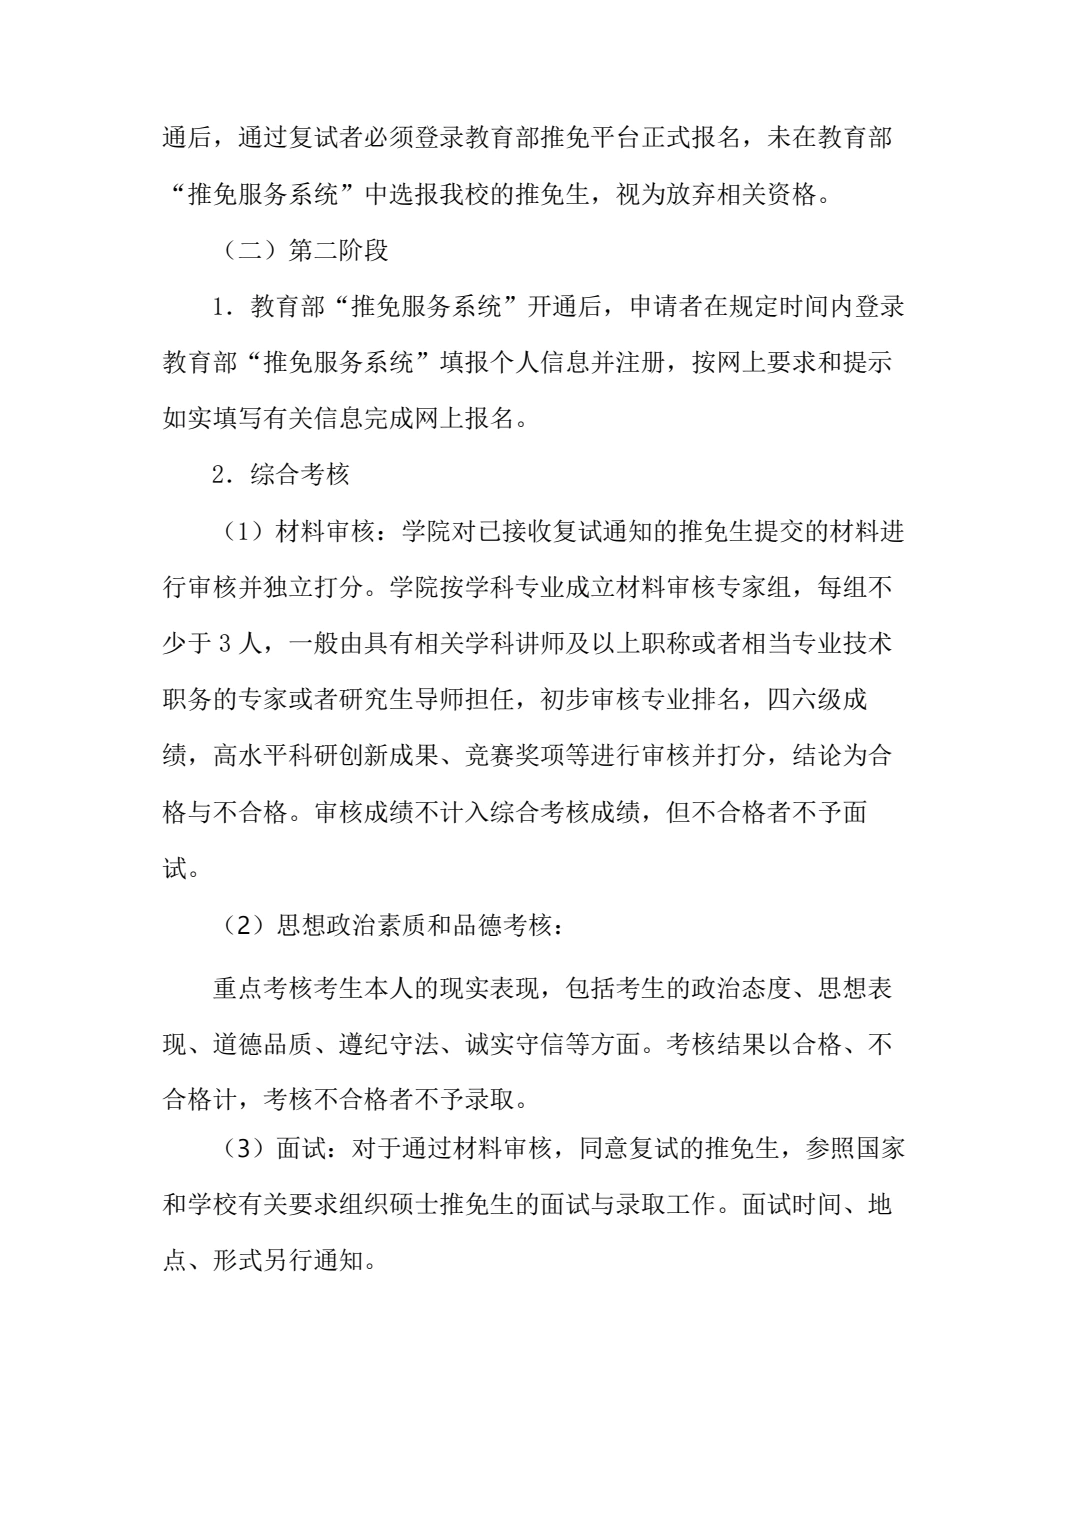 通后，通过复试者必须登录教育部推免平台正式报名，未在教育部
“推免服务系统”中选报我校的推免生，视为放弃相关资格。
（二）第二阶段
1．教育部“推免服务系统”开通后，申请者在规定时间内登录
教育部“推免服务系统”填报个人信息并注册，按网上要求和提示
如实填写有关信息完成网上报名。
2．综合考核
（1）材料审核：学院对已接收复试通知的推免生提交的材料进
行审核并独立打分。学院按学科专业成立材料审核专家组，每组不
少于 3 人，一般由具有相关学科讲师及以上职称或者相当专业技术
职务的专家或者研究生导师担任，初步审核专业排名，四六级成
绩，高水平科研创新成果、竞赛奖项等进行审核并打分，结论为合
格与不合格。审核成绩不计入综合考核成绩，但不合格者不予面
试。
（2）思想政治素质和品德考核：
重点考核考生本人的现实表现，包括考生的政治态度、思想表
现、道德品质、遵纪守法、诚实守信等方面。考核结果以合格、不
合格计，考核不合格者不予录取。
（3）面试：对于通过材料审核，同意复试的推免生，参照国家
和学校有关要求组织硕士推免生的面试与录取工作。面试时间、地
点、形式另行通知。